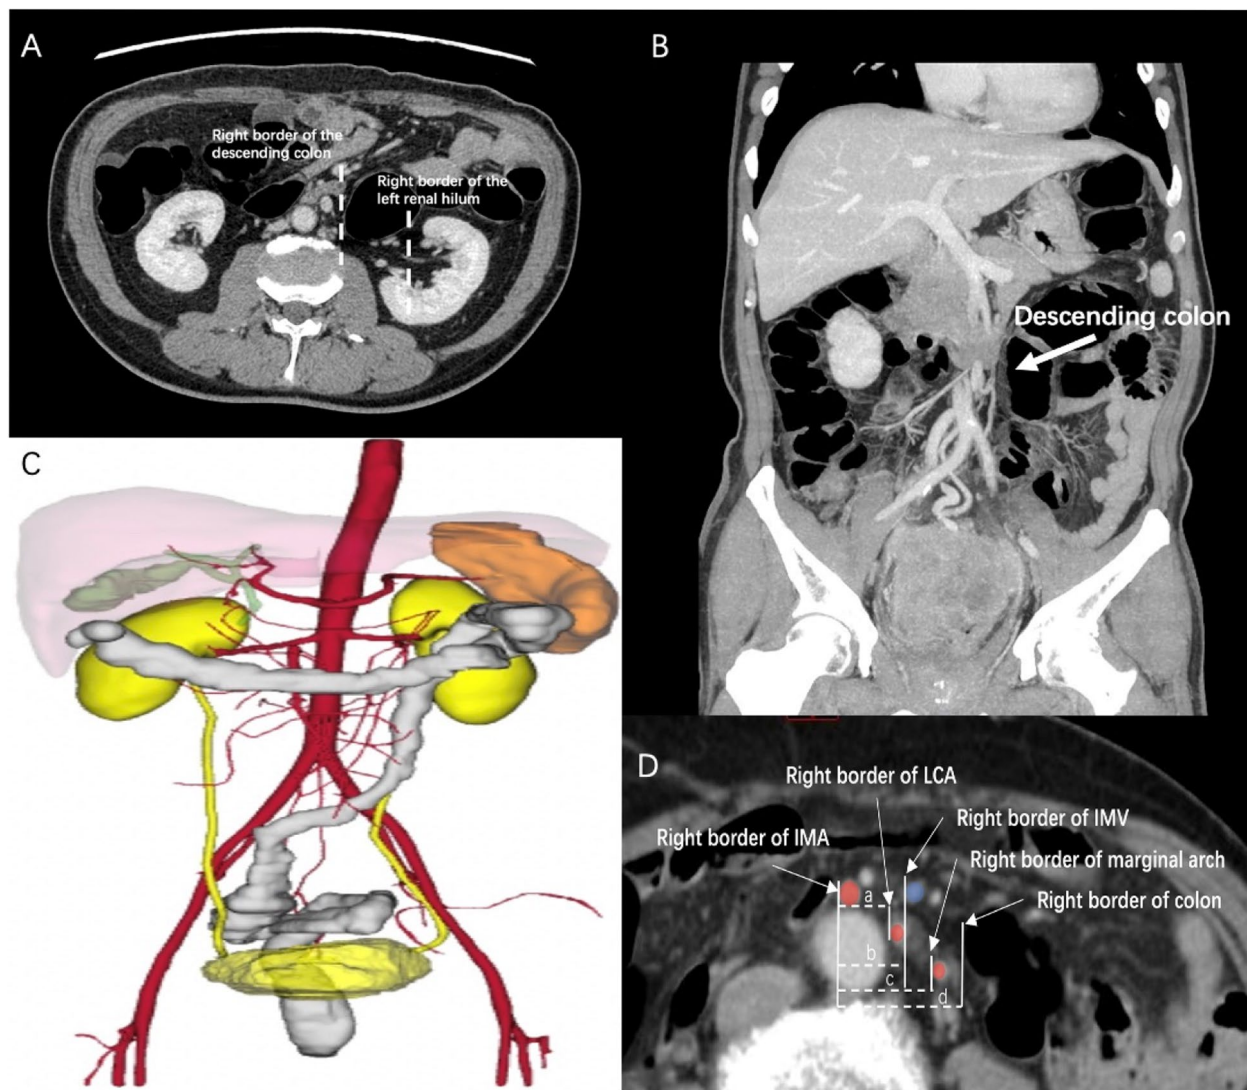 A
Right border of the
descending colon
Right border of the
left renal hilum
B
Descending colon
C
D
Right border of LCA
Right border of IMV
Right border of IMA
Right border of marginal arch
Right border of colon
a
b
c
d